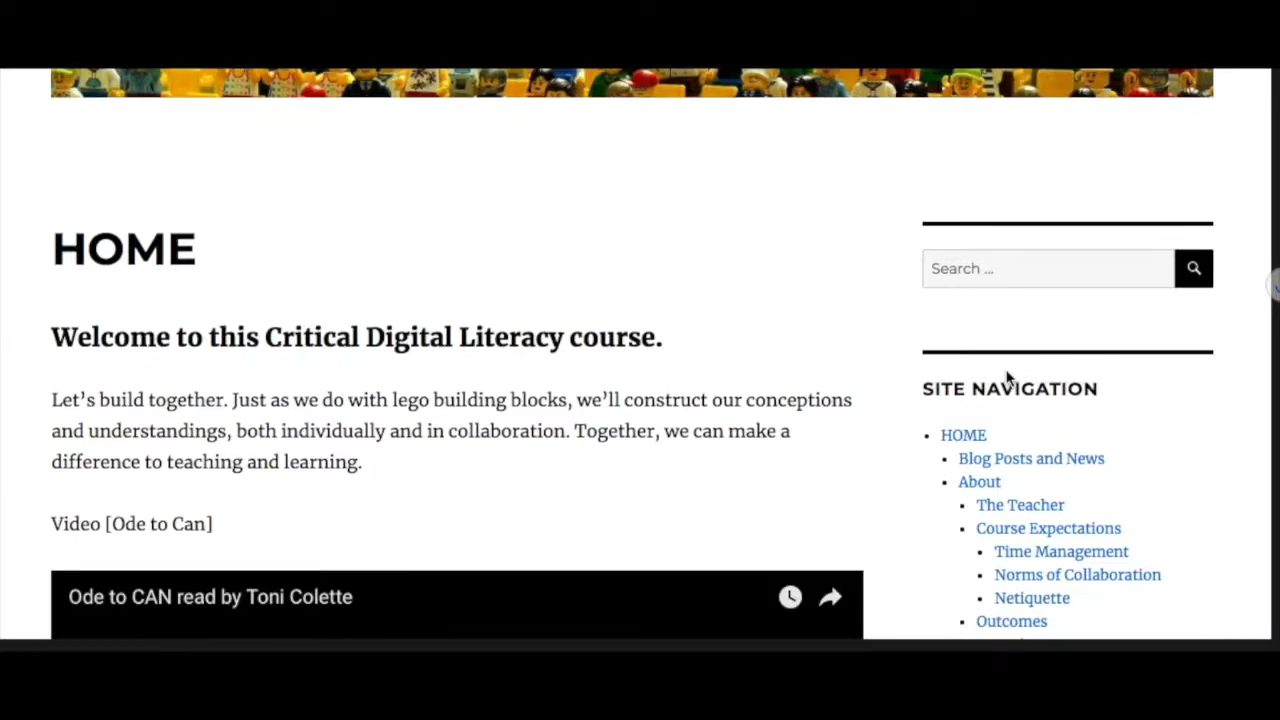 HOME
Welcome to this Critical Digital Literacy course.
Let’s build together. Just as we do with lego building blocks, we’ll construct our conceptions
and understandings, both individually and in collaboration. Together, we can make a
difference to teaching and learning.
Video [Ode to Can]
Ode to CAN read by Toni Colette
Search ...
SITE NAVIGATION
HOME
Blog Posts and News
About
The Teacher
Course Expectations
Time Management
Norms of Collaboration
Netiquette
Outcomes